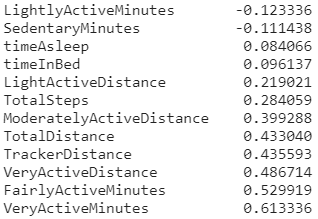 LightlyActiveMinutes -0.123336
SedentaryMinutes -0.111438
timeAsleep 0.084066
timeInBed 0.096137
LightActiveDistance 0.219021
TotalSteps 0.284059
ModeratelyActiveDistance 0.399288
TotalDistance 0.433040
TrackerDistance 0.435593
VeryActiveDistance 0.486714
FairlyActiveMinutes 0.529919
VeryActiveMinutes 0.613336